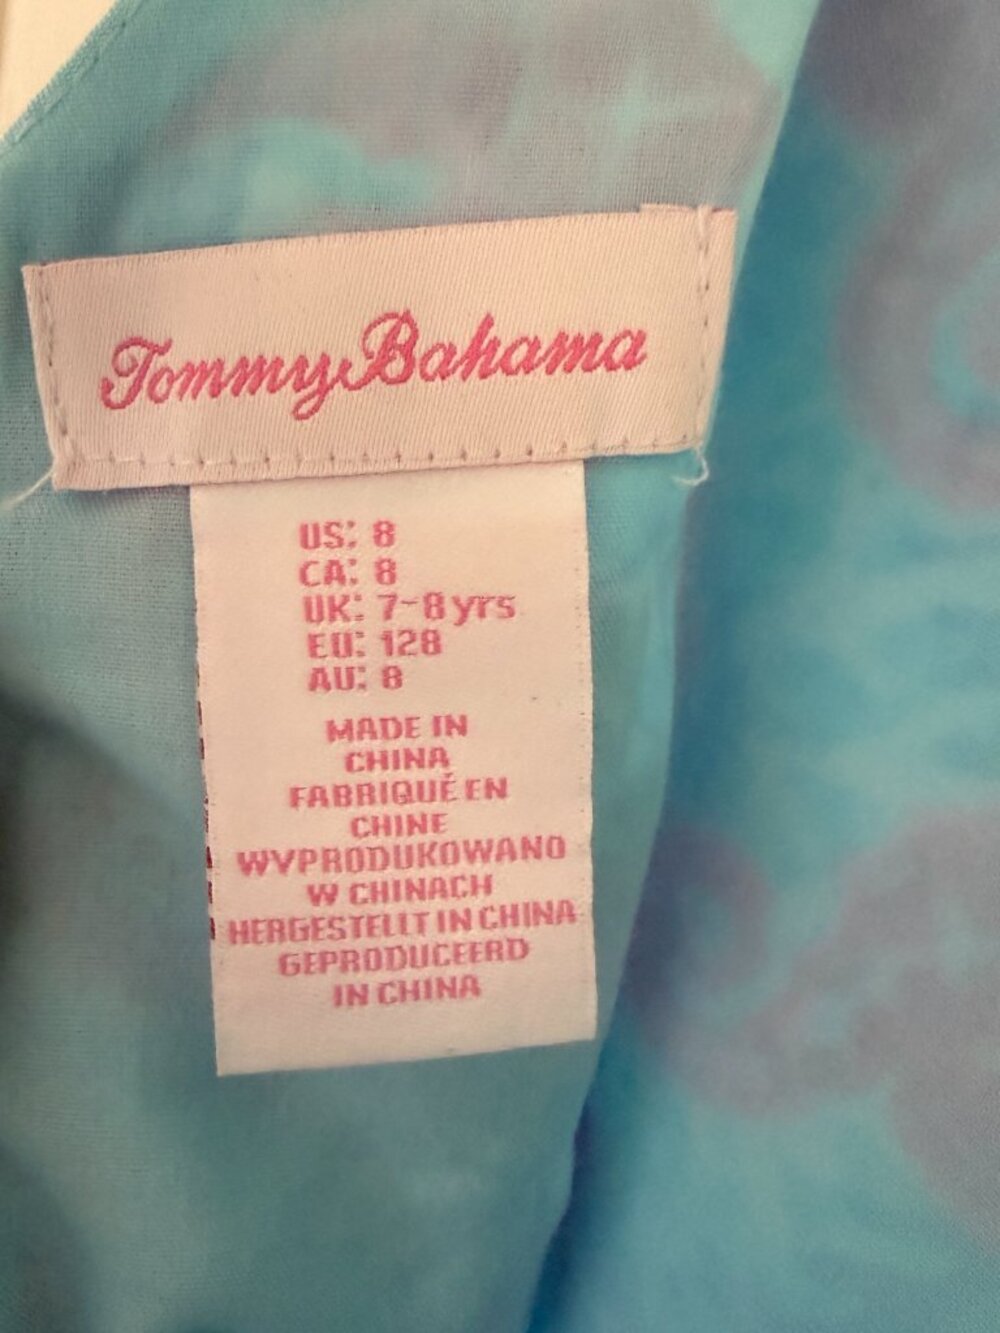 Tommy Bahama
US: 8
CA: 8
UK: 7-8 yrs
EU: 128
AU: 8
MADE IN
CHINA
FABRIQUÉ EN
CHINE
WYPRODUKOWANO
W CHINACH
HERGESTELLT IN CHINA
GEPRODUCEERD
IN CHINA